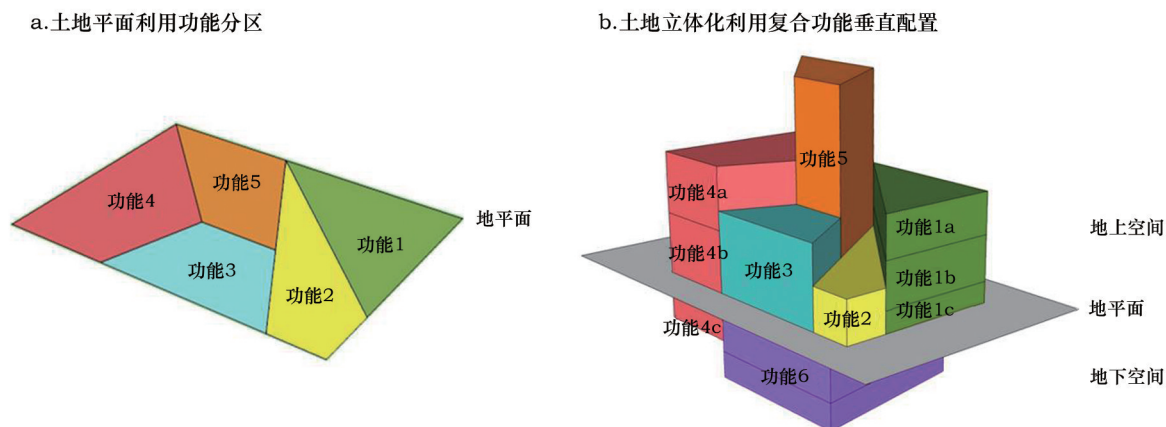 a.土地平面利用功能分区
功能4
功能5
功能3
功能2
功能1
地平面
b.土地立体化利用复合功能垂直配置
功能5
功能4a
功能4b
功能3
功能2
功能1a
功能1b
功能1c
功能4c
功能6
地上空间
地平面
地下空间